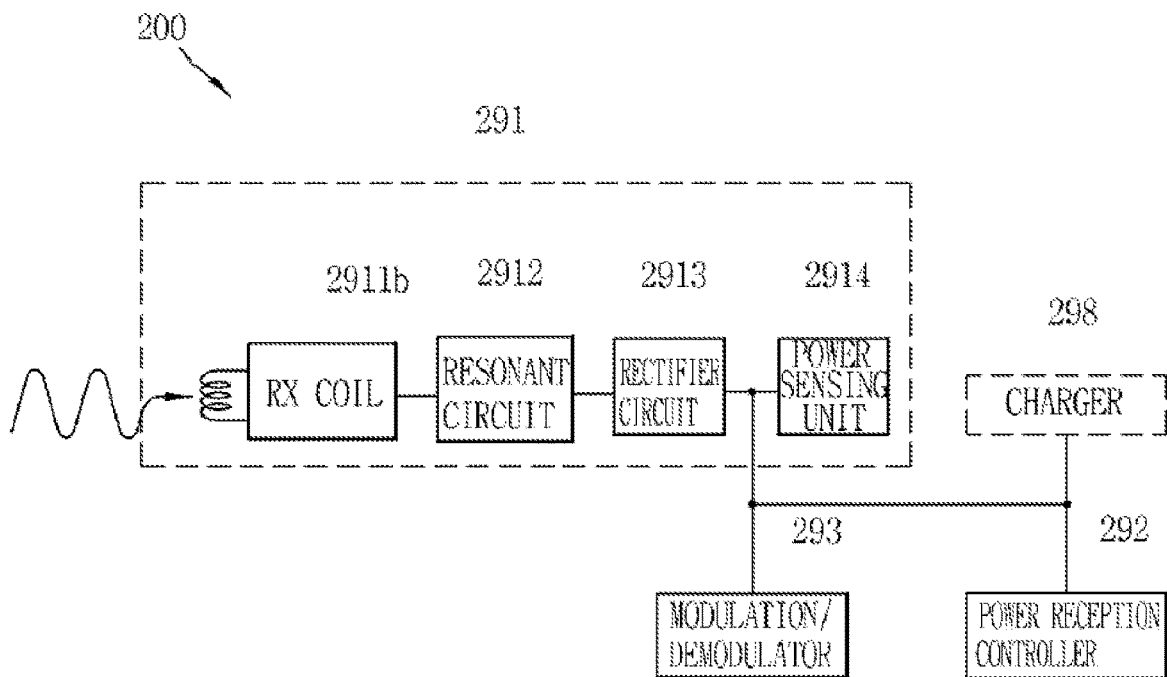 200
291
2911b
2912
2913
2914
298
RX COIL
RESONANT
CIRCUIT
RECTIFIER
CIRCUIT
POWER
SENSING
UNIT
CHARGER
293
292
MODULATION/
DEMODULATOR
POWER RECEPTION
CONTROLLER